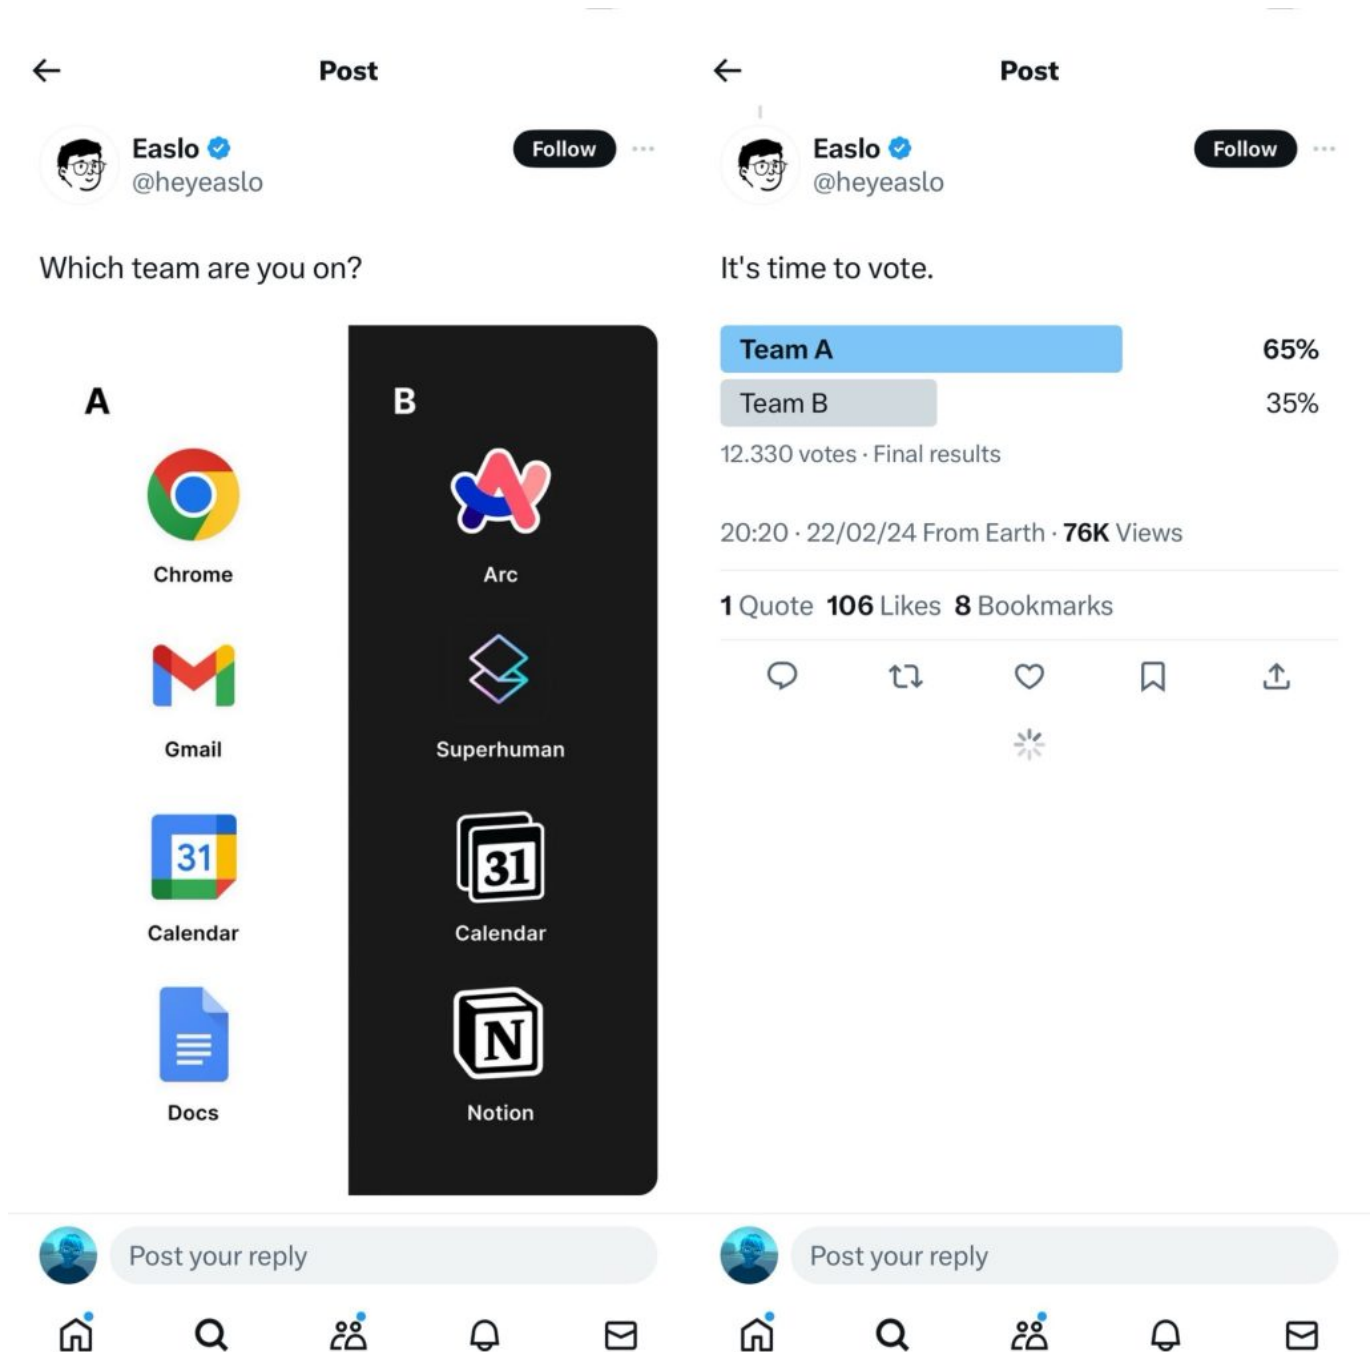 Post
Easlo
@heyeaslo
Follow
Which team are you on?
A
Chrome
Gmail
31
Calendar
Docs
B
Arc
Superhuman
31
Calendar
N
Notion
Post your reply
Post
Easlo
@heyeaslo
Follow
It's time to vote.
Team A 65%
Team B 35%
12.330 votes · Final results
20:20 · 22/02/24 From Earth · 76K Views
1 Quote 106 Likes 8 Bookmarks
Post your reply